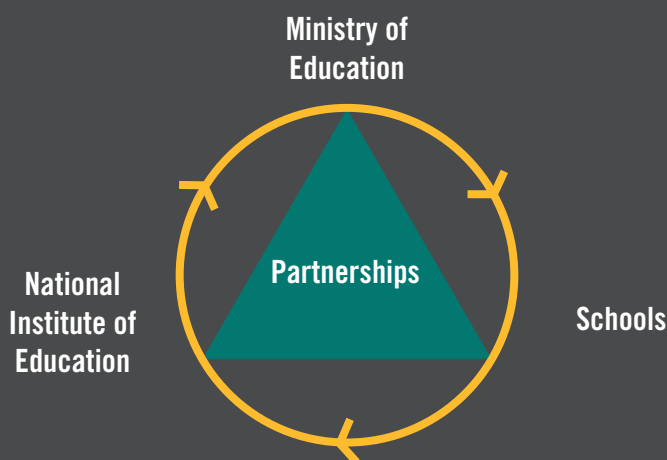 Ministry of
Education
Partnerships
National
Institute of
Education
Schools